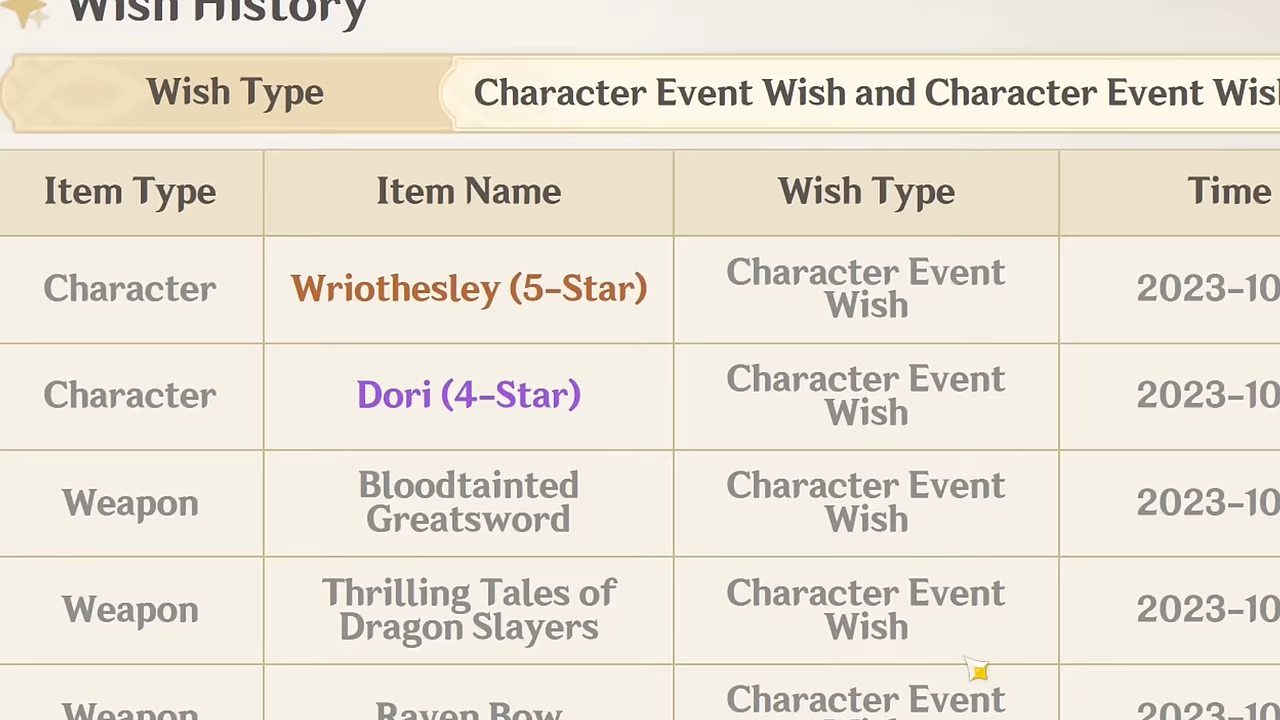 Wish History
Wish Type
Character Event Wish and Character Event Wish
Item Type
Item Name
Wish Type
Time
Character
Wriothesley (5-Star)
Character Event
Wish
2023-10
Character
Dori (4-Star)
Character Event
Wish
2023-10
Weapon
Bloodtainted
Greatsword
Character Event
Wish
2023-10
Weapon
Thrilling Tales of
Dragon Slayers
Character Event
Wish
2023-10
Weapon
Raven Bow
Character Event
Wish
2023-10